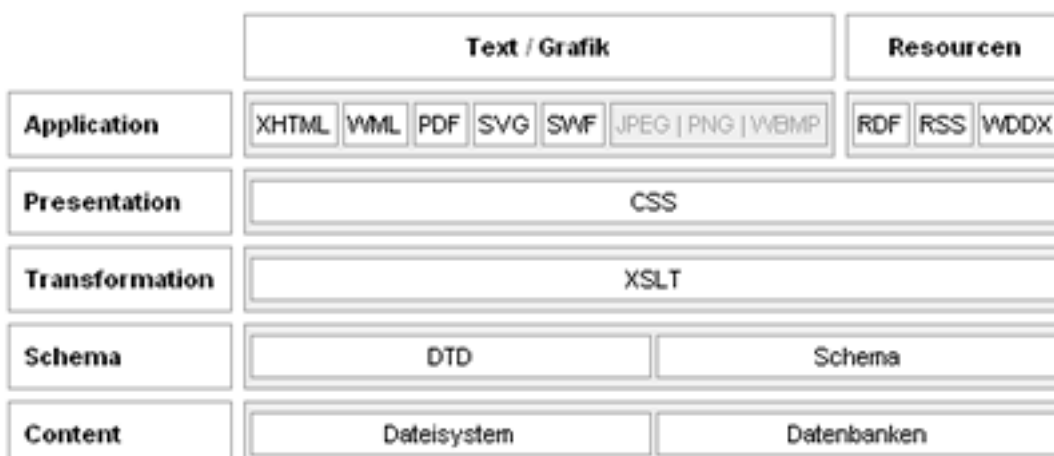 Text / Grafik Resourcen
Application XHTML WML PDF SVG SWF JPEG | PNG | WBMP RDF RSS WDDX
Presentation CSS
Transformation XSLT
Schema DTD Schema
Content Dateisystem Datenbanken